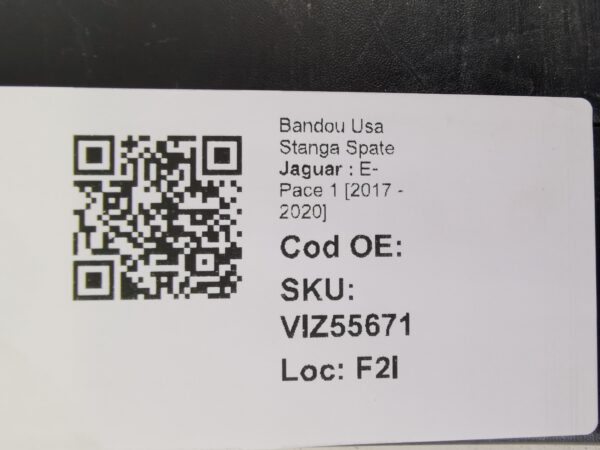 Bandou Usa
Stanga Spate
Jaguar : E-
Pace 1 [2017 -
2020]
Cod OE:
SKU:
VIZ55671
Loc: F2I